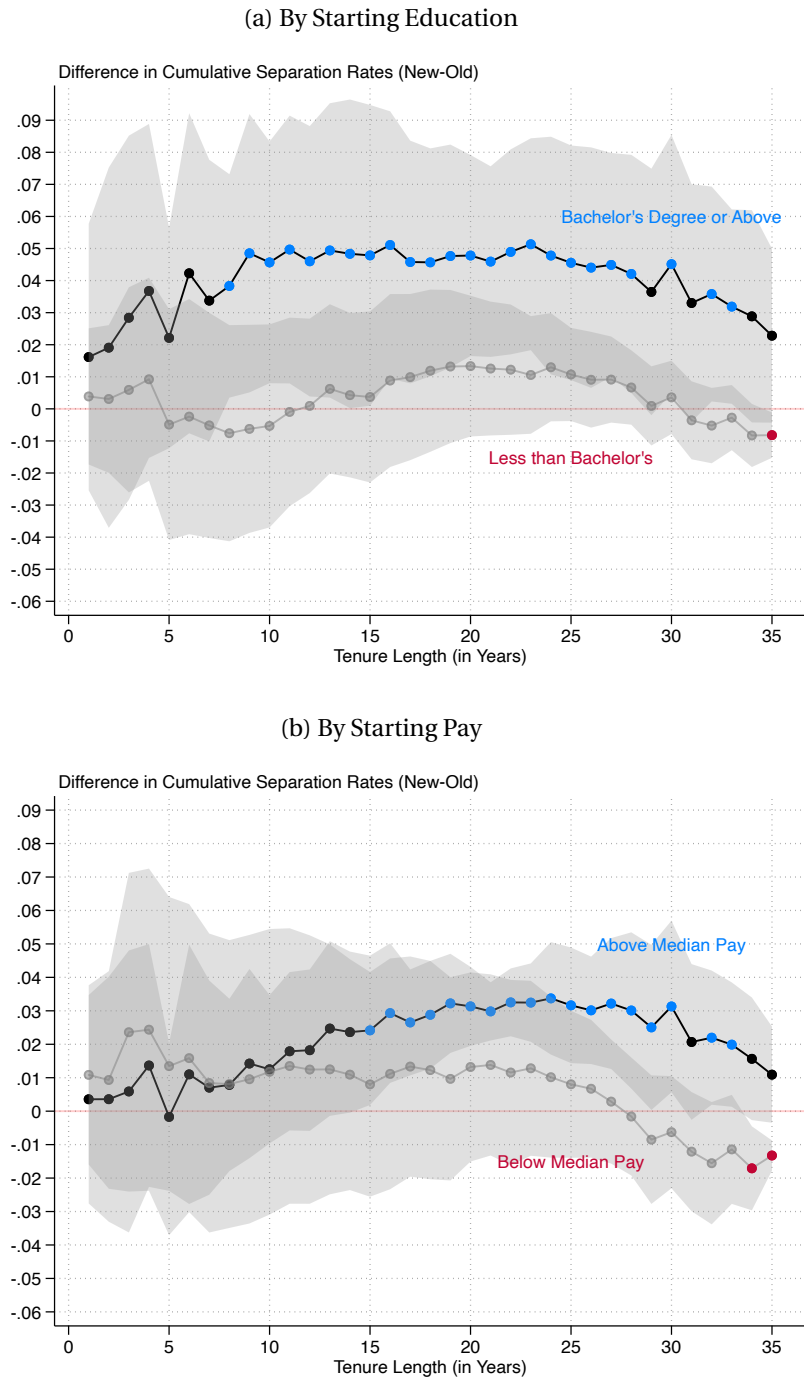 (a) By Starting Education
Difference in Cumulative Separation Rates (New-Old)
.09
.08
.07
.06
Bachelor's Degree or Above
.05
.04
.03
.02
.01
0
-.01
Less than Bachelor's
-.02
-.03
-.04
-.05
-.06
0 5 10 15 20 25 30 35
Tenure Length (in Years)
(b) By Starting Pay
Difference in Cumulative Separation Rates (New-Old)
.09
.08
.07
.06
.05
Above Median Pay
.04
.03
.02
.01
0
-.01
Below Median Pay
-.02
-.03
-.04
-.05
-.06
0 5 10 15 20 25 30 35
Tenure Length (in Years)